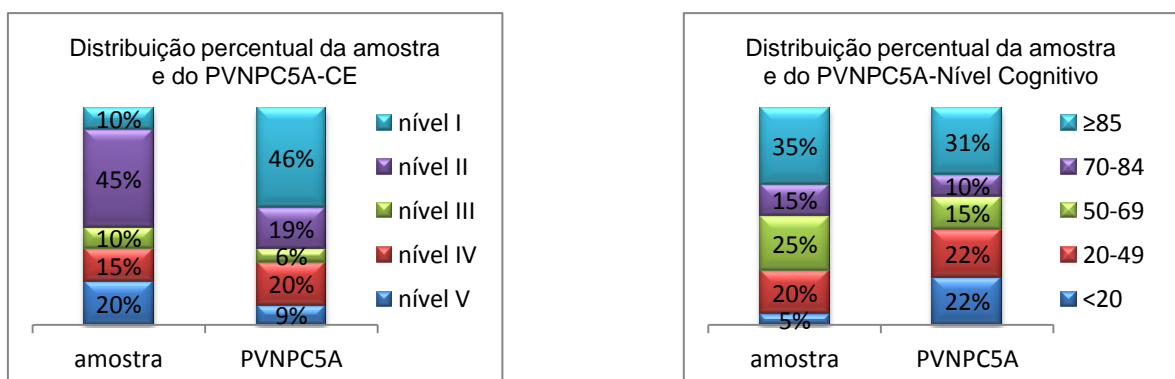 Distribuição percentual da amostra
e do PVNPC5A-CE
10%
45%
10%
15%
20%
46%
19%
6%
20%
9%
nível I
nível II
nível III
nível IV
nível V
amostra
PVNPC5A
Distribuição percentual da amostra
e do PVNPC5A-Nível Cognitivo
35%
15%
25%
20%
5%
31%
10%
15%
22%
22%
≥85
70-84
50-69
20-49
<20
amostra
PVNPC5A